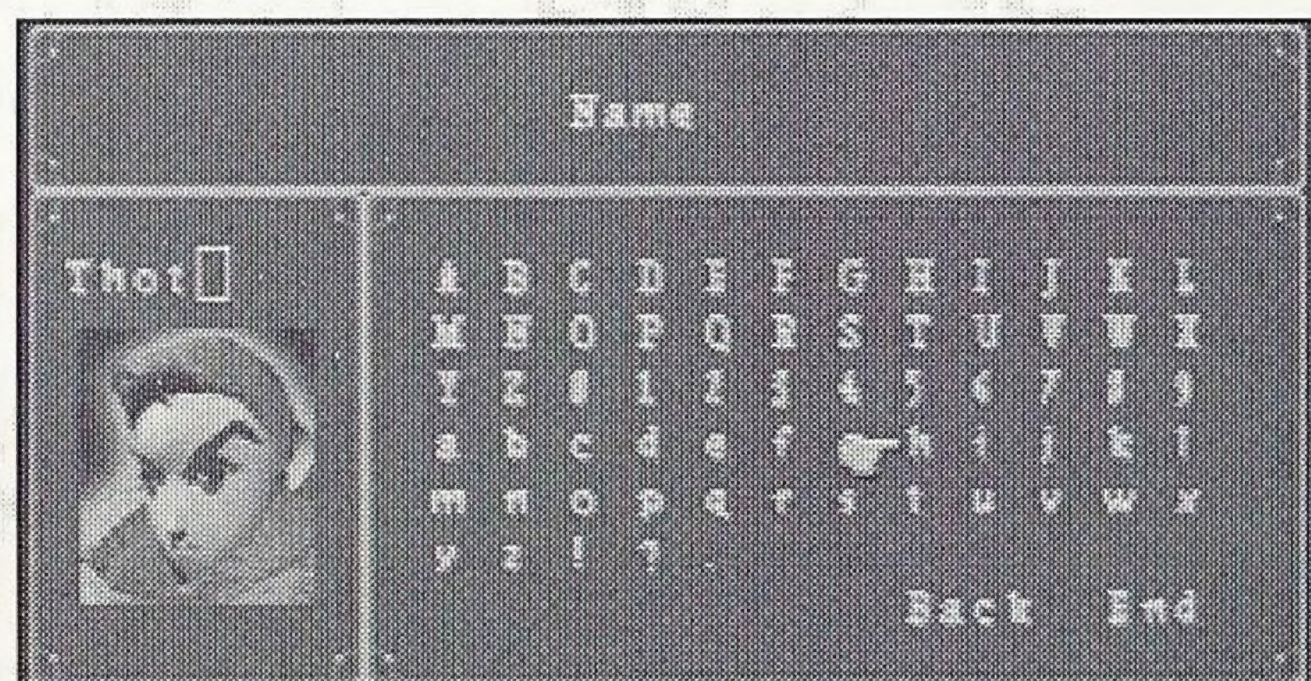 Name
Thot
A B C D E F G H I J K L
M N O P Q R S T U V W X
Y Z 0 1 2 3 4 5 6 7 8 9
a b c d e f h i j k l
m n o p q r s t u v w x
y z ! ? .
Back End